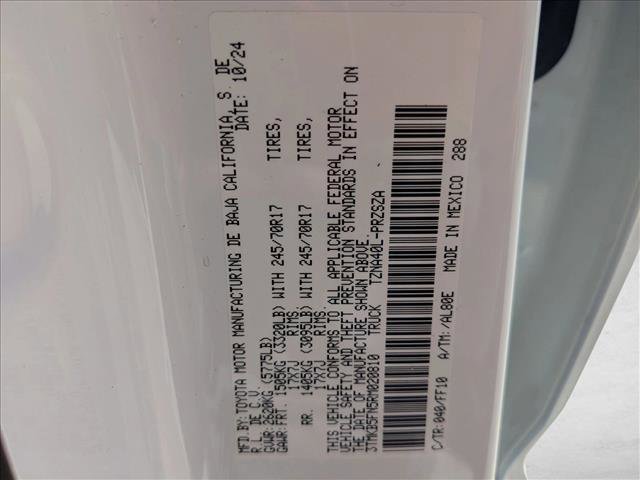 MFD BY: TOYOTA MOTOR MANUFACTURING DE BAJA CALIFORNIA, S DE
R.L. DE C.V. DATE: 10/24
GVWR: 2620KG (5775LB)
GAWR: FRT. 1505KG (3320LB) WITH 245/70R17 TIRES,
17X7J RIMS.
RR. 1405KG (3095LB) WITH 245/70R17 TIRES,
17X7J RIMS.
THIS VEHICLE CONFORMS TO ALL APPLICABLE FEDERAL MOTOR
VEHICLE SAFETY AND THEFT PREVENTION STANDARDS IN EFFECT ON
THE DATE OF MANUFACTURE SHOWN ABOVE.
3TMKB5FN5RM020810 TRUCK TZNA40L-PRZSZA
C/TR: 040/FF10 A/TM: /AL80E MADE IN MEXICO 288